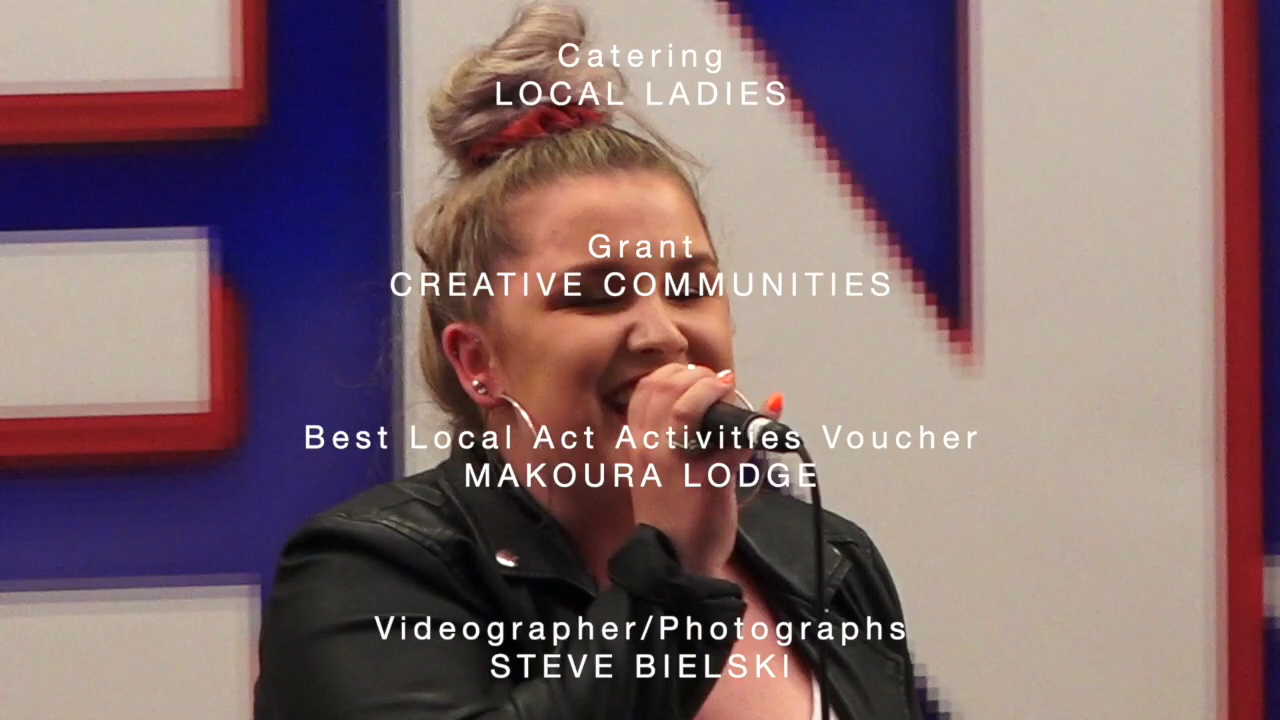 Catering
LOCAL LADIES
Grant
CREATIVE COMMUNITIES
Best Local Act Activities Voucher
MAKOURA LODGE
Videographer/Photographs
STEVE BIELSKI